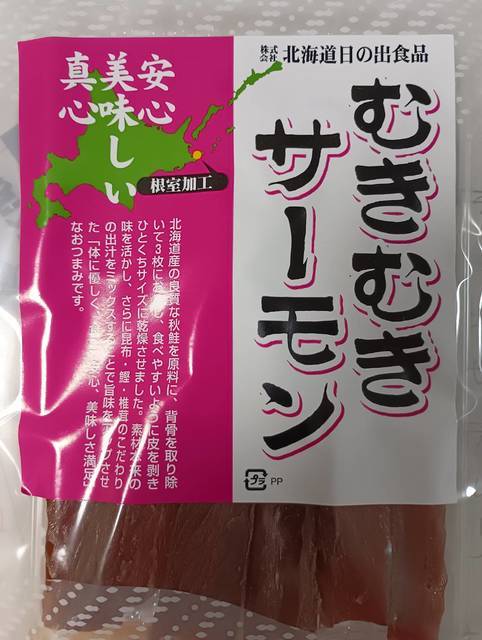 株式会社 北海道日の出食品
むきむき
サーモン
安心
美味しい
真心
根室加工
北海道産の良質な秋鮭を原料に、背骨を取り除
いて3枚にお し、食べやすいように皮を剥き
ひとくちサイズに乾燥させました。素材本来の
味を活かし、さらに昆布・鰹・椎茸のこだわり
の出汁をミックスすることで旨味をアップさせ
た「体に優しく、 安心、美味しさ満足」
なおつまみです。
プラ PP